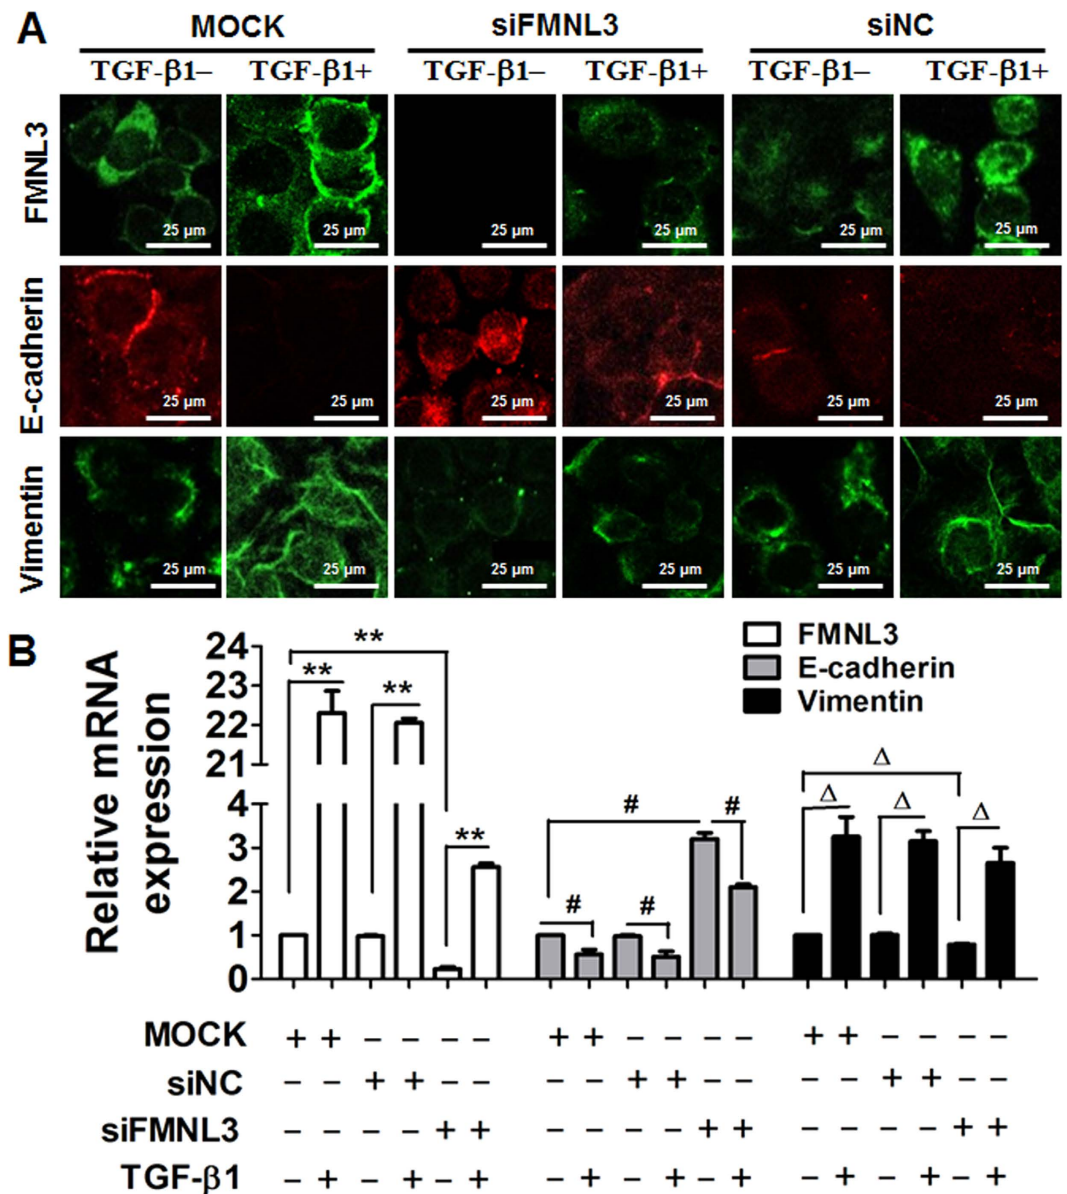 A
MOCK siFMNL3 siNC
TGF-β1– TGF-β1+ TGF-β1– TGF-β1+ TGF-β1– TGF-β1+
FMNL3
25 µm 25 µm 25 µm 25 µm 25 µm 25 µm
E-cadherin
25 µm 25 µm 25 µm 25 µm 25 µm 25 µm
Vimentin
25 µm 25 µm 25 µm 25 µm 25 µm 25 µm
B
Relative mRNA
expression
24
23
22
21
4
3
2
1
0
** ** ** **
# # # #
Δ Δ Δ Δ
FMNL3
E-cadherin
Vimentin
MOCK + + – – – – + + – – – – + + – – – –
siNC – – + + – – – – + + – – – – + + – –
siFMNL3 – – – – + + – – – – + + – – – – + +
TGF-β1 – + – + – + – + – + – + – + – + – +